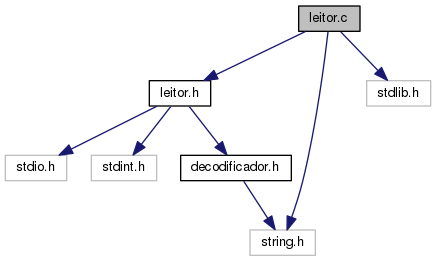 leitor.c
leitor.h
stdlib.h
stdio.h
stdint.h
decodificador.h
string.h